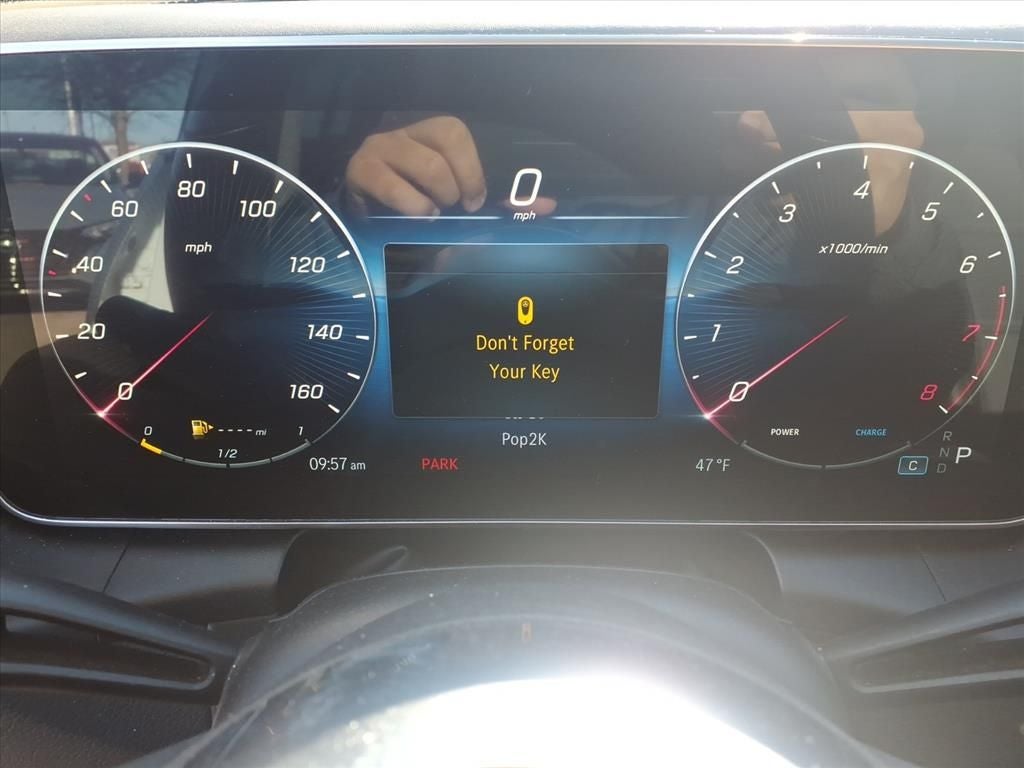 0
mph
20
40
60
80
100
120
140
160
0
mph
0
- - - - mi
1
1/2
09:57 am
PARK
Don't Forget
Your Key
Pop2K
47 °F
x1000/min
0
1
2
3
4
5
6
7
8
POWER
CHARGE
C
R
N
D
P